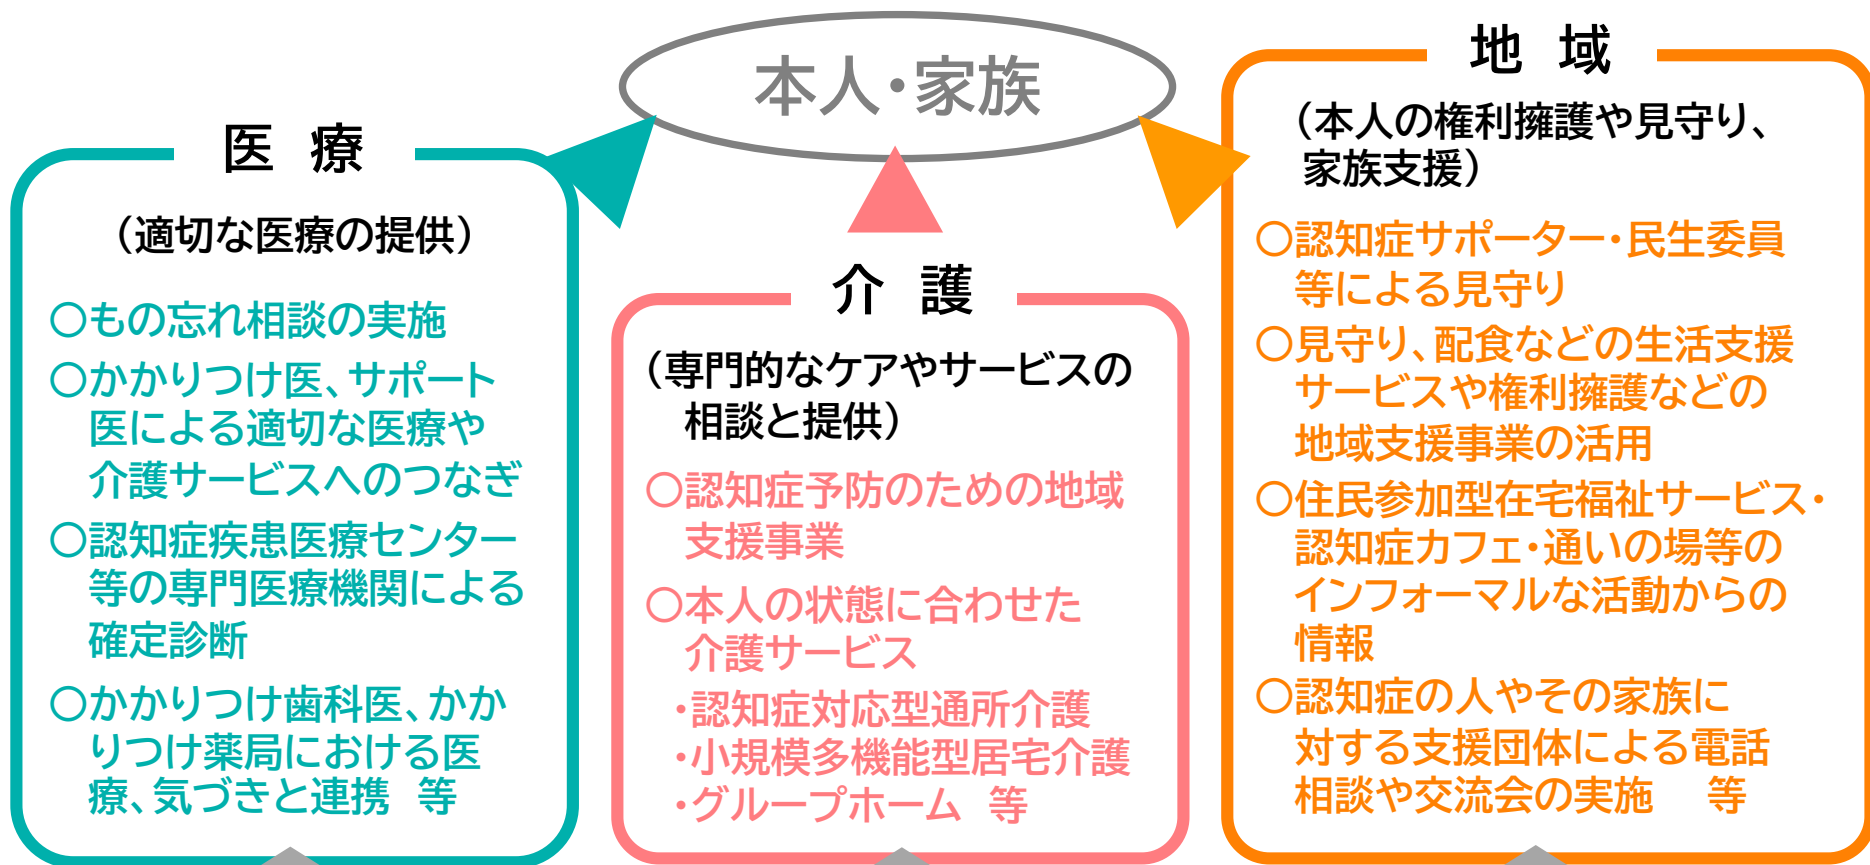 本人・家族
医 療
（適切な医療の提供）
○もの忘れ相談の実施
○かかりつけ医、サポート
医による適切な医療や
介護サービスへのつなぎ
○認知症疾患医療センター
等の専門医療機関による
確定診断
○かかりつけ歯科医、かか
りつけ薬局における医
療、気づきと連携 等
介 護
（専門的なケアやサービスの
相談と提供）
○認知症予防のための地域
支援事業
○本人の状態に合わせた
介護サービス
・認知症対応型通所介護
・小規模多機能型居宅介護
・グループホーム 等
地 域
（本人の権利擁護や見守り、
家族支援）
○認知症サポーター・民生委員
等による見守り
○見守り、配食などの生活支援
サービスや権利擁護などの
地域支援事業の活用
○住民参加型在宅福祉サービス・
認知症カフェ・通いの場等の
インフォーマルな活動からの
情報
○認知症の人やその家族に
対する支援団体による電話
相談や交流会の実施 等